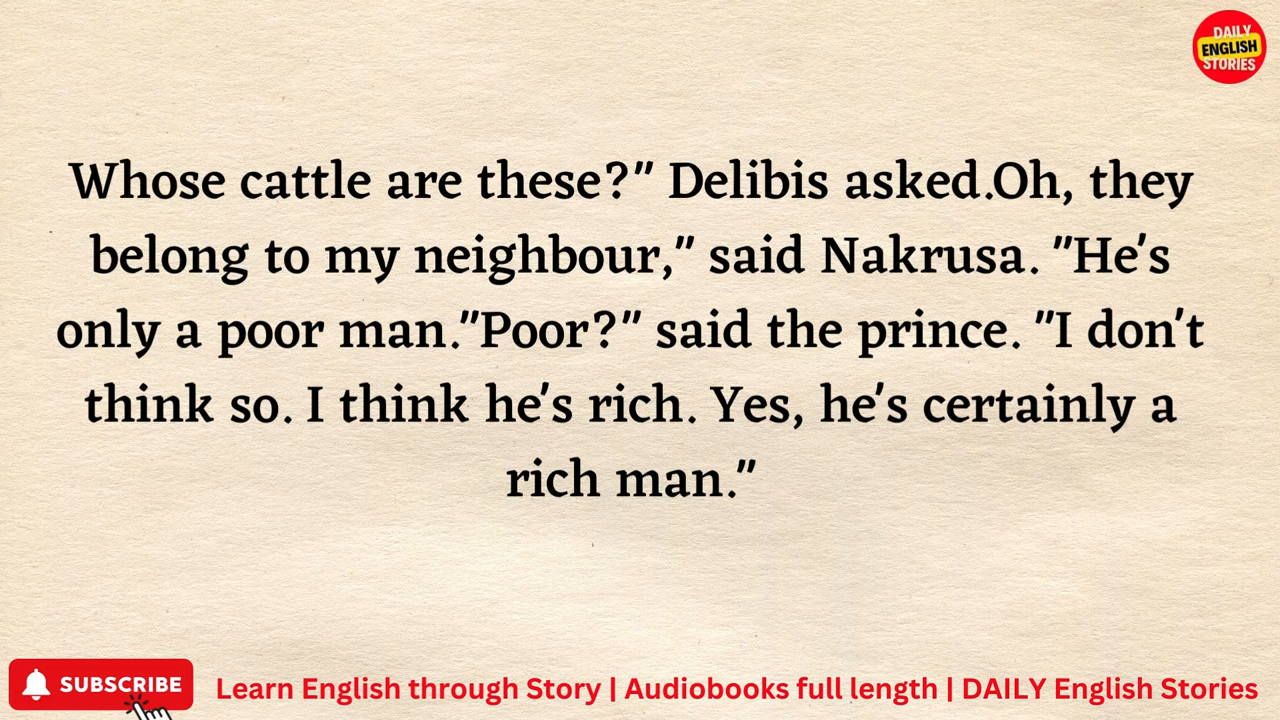 DAILY
ENGLISH
STORIES
Whose cattle are these?" Delibis asked.Oh, they
belong to my neighbour," said Nakrusa. "He's
only a poor man."Poor?" said the prince. "I don't
think so. I think he's rich. Yes, he's certainly a
rich man."
SUBSCRIBE
Learn English through Story | Audiobooks full length | DAILY English Stories